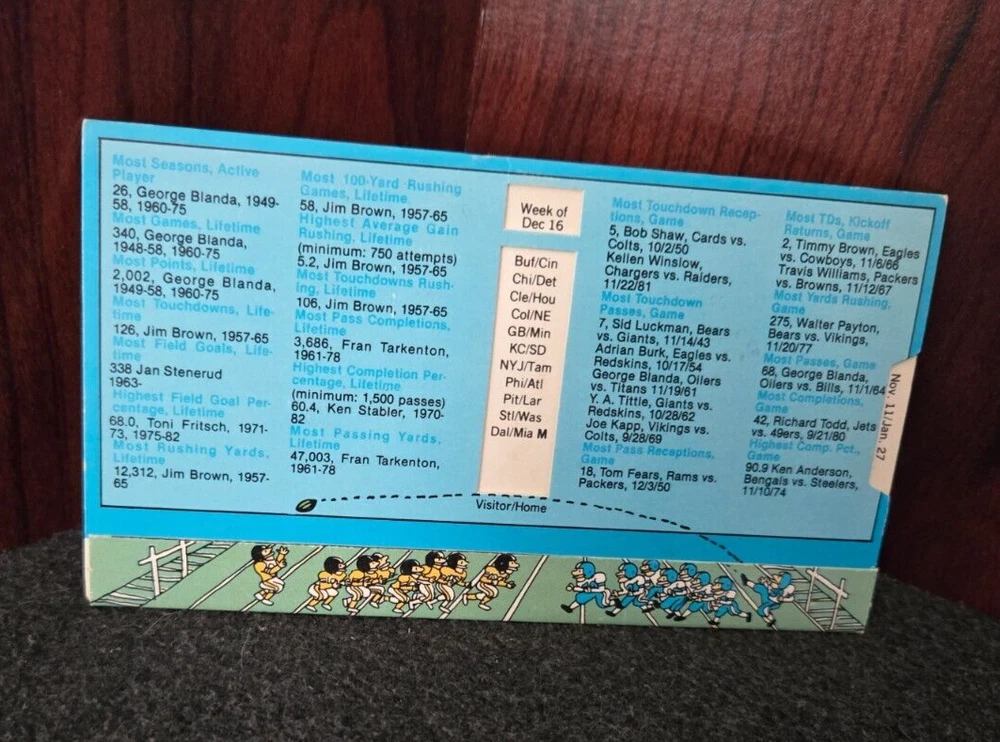 Most Seasons, Active
Player
26, George Blanda, 1949-
58, 1960-75
Most Games, Lifetime
340, George Blanda,
1948-58, 1960-75
Most Points, Lifetime
2,002, George Blanda,
1949-58, 1960-75
Most Touchdowns, Life-
time
126, Jim Brown, 1957-65
Most Field Goals, Life-
time
338 Jan Stenerud
1963-
Highest Field Goal Per-
centage, Lifetime
68.0, Toni Fritsch, 1971-
73, 1975-82
Most Rushing Yards,
Lifetime
12,312, Jim Brown, 1957-
65
Most 100-Yard Rushing
Games, Lifetime
58, Jim Brown, 1957-65
Highest Average Gain
Rushing, Lifetime
(minimum: 750 attempts)
5.2, Jim Brown, 1957-65
Most Touchdowns Rush-
ing, Lifetime
106, Jim Brown, 1957-65
Most Pass Completions,
Lifetime
3,686, Fran Tarkenton,
1961-78
Highest Completion Per-
centage, Lifetime
(minimum: 1,500 passes)
60.4, Ken Stabler, 1970-
82
Most Passing Yards,
Lifetime
47,003, Fran Tarkenton,
1961-78
Week of
Dec 16
Buf/Cin
Chi/Det
Cle/Hou
Col/NE
GB/Min
KC/SD
NYJ/Tam
Phi/Atl
Pit/Lar
Stl/Was
Dal/Mia M
Visitor/Home
Most Touchdown Recep-
tions, Game
5, Bob Shaw, Cards vs.
Colts, 10/2/50
Kellen Winslow,
Chargers vs. Raiders,
11/22/81
Most Touchdown
Passes, Game
7, Sid Luckman, Bears
vs. Giants, 11/14/43
Adrian Burk, Eagles vs.
Redskins, 10/17/54
George Blanda, Oilers
vs. Titans 11/19/61
Y. A. Tittle, Giants vs.
Redskins, 10/28/62
Joe Kapp, Vikings vs.
Colts, 9/28/69
Most Pass Receptions,
Game
18, Tom Fears, Rams vs.
Packers, 12/3/50
Most TDs, Kickoff
Returns, Game
2, Timmy Brown, Eagles
vs. Cowboys, 11/6/66
Travis Williams, Packers
vs. Browns, 11/12/67
Most Yards Rushing,
Game
275, Walter Payton,
Bears vs. Vikings,
11/20/77
Most Passes, Game
68, George Blanda,
Oilers vs. Bills, 11/1/64
Most Completions,
Game
42, Richard Todd, Jets
vs. 49ers, 9/21/80
Highest Comp. Pct.,
Game
90.9 Ken Anderson,
Bengals vs. Steelers,
11/10/74
Nov. 11/Jan. 27